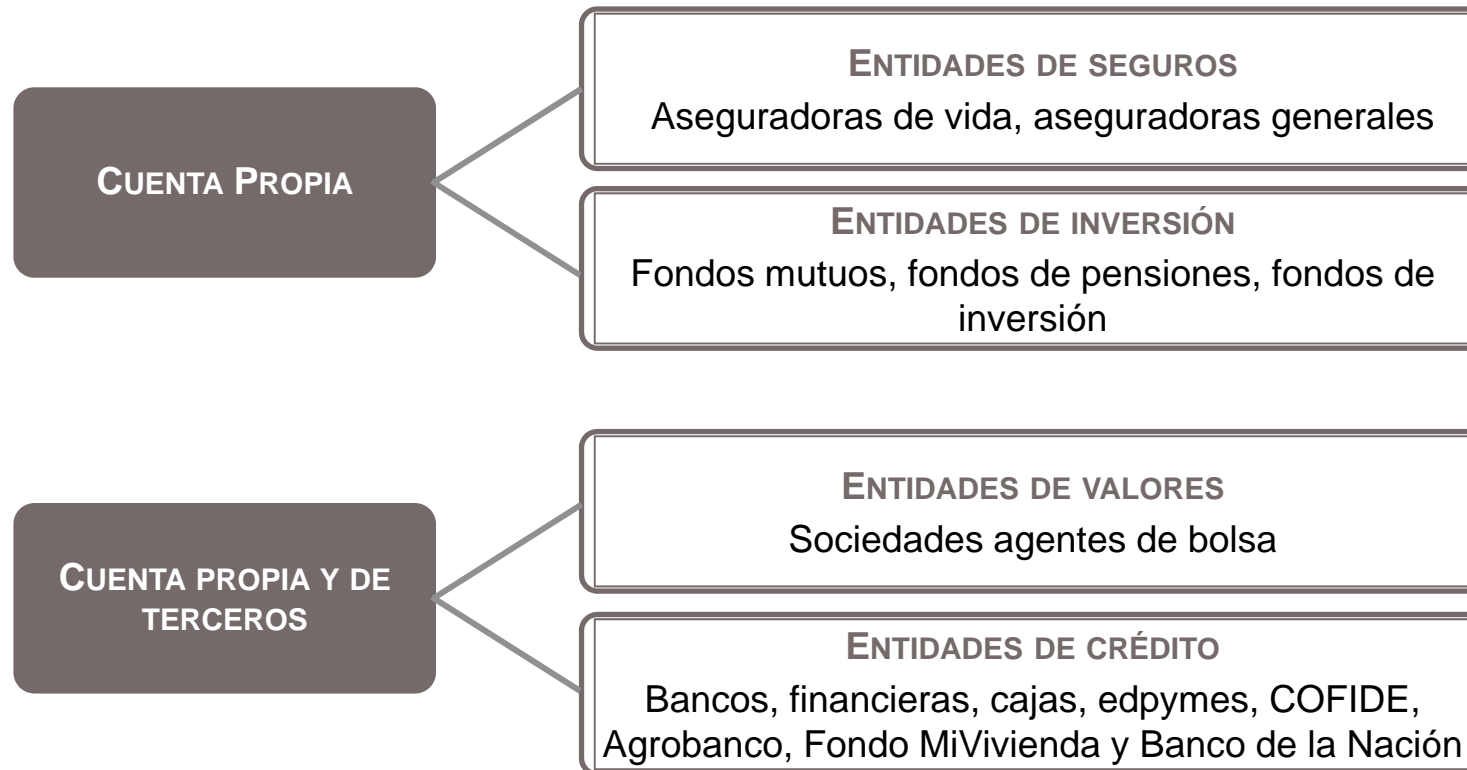 CUENTA PROPIA
ENTIDADES DE SEGUROS
Aseguradoras de vida, aseguradoras generales
ENTIDADES DE INVERSIÓN
Fondos mutuos, fondos de pensiones, fondos de
inversión
CUENTA PROPIA Y DE
TERCEROS
ENTIDADES DE VALORES
Sociedades agentes de bolsa
ENTIDADES DE CRÉDITO
Bancos, financieras, cajas, edpymes, COFIDE,
Agrobanco, Fondo MiVivienda y Banco de la Nación